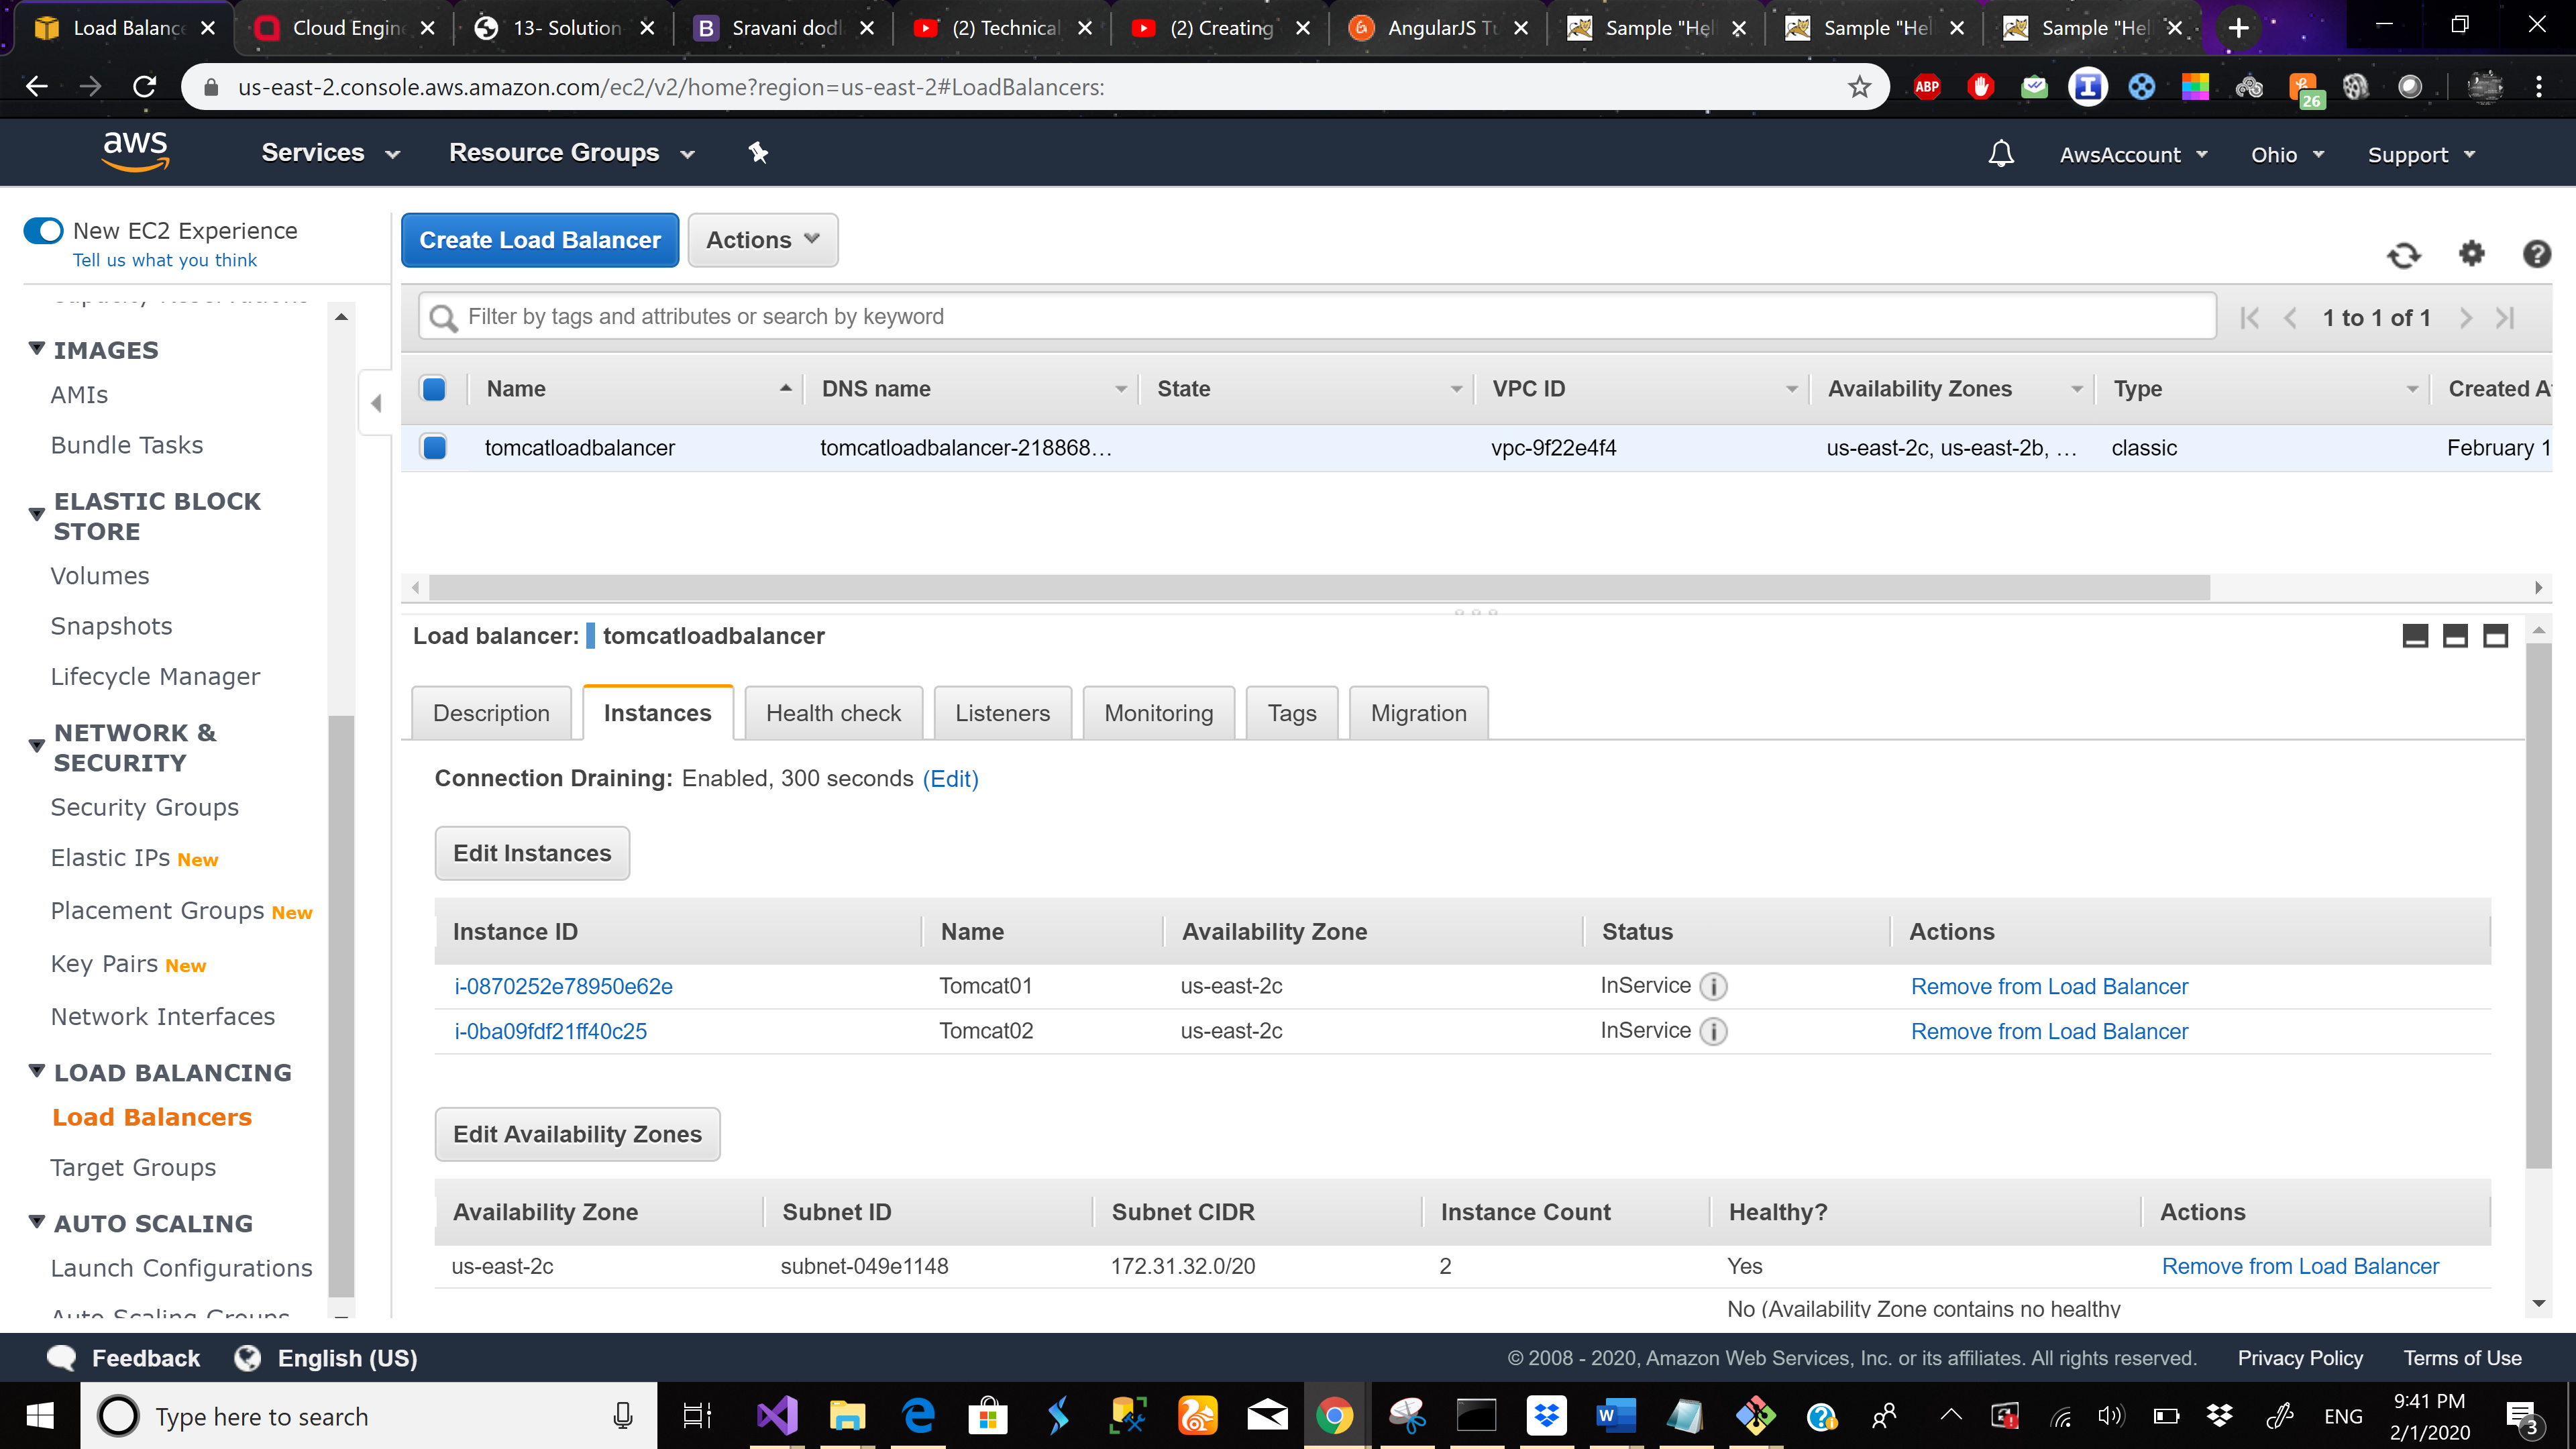 Load Balance
Cloud Engine
13- Solution
Sravani dodl
(2) Technical
(2) Creating
AngularJS Tu
Sample "Hell
Sample "Hel
Sample "Hel
us-east-2.console.aws.amazon.com/ec2/v2/home?region=us-east-2#LoadBalancers:
ABP
26
aws
Services
Resource Groups
AwsAccount
Ohio
Support
New EC2 Experience
Tell us what you think
Create Load Balancer
Actions
Filter by tags and attributes or search by keyword
1 to 1 of 1
Name
DNS name
State
VPC ID
Availability Zones
Type
Created A
tomcatloadbalancer
tomcatloadbalancer-218868...
vpc-9f22e4f4
us-east-2c, us-east-2b, ...
classic
February 1
IMAGES
AMIs
Bundle Tasks
ELASTIC BLOCK
STORE
Volumes
Snapshots
Lifecycle Manager
NETWORK &
SECURITY
Security Groups
Elastic IPs New
Placement Groups New
Key Pairs New
Network Interfaces
LOAD BALANCING
Load Balancers
Target Groups
AUTO SCALING
Launch Configurations
Auto Scaling Groups
Load balancer: tomcatloadbalancer
Description
Instances
Health check
Listeners
Monitoring
Tags
Migration
Connection Draining: Enabled, 300 seconds (Edit)
Edit Instances
Instance ID
Name
Availability Zone
Status
Actions
i-0870252e78950e62e
Tomcat01
us-east-2c
InService
Remove from Load Balancer
i-0ba09fdf21ff40c25
Tomcat02
us-east-2c
InService
Remove from Load Balancer
Edit Availability Zones
Availability Zone
Subnet ID
Subnet CIDR
Instance Count
Healthy?
Actions
us-east-2c
subnet-049e1148
172.31.32.0/20
2
Yes
Remove from Load Balancer
No (Availability Zone contains no healthy
Feedback
English (US)
© 2008 - 2020, Amazon Web Services, Inc. or its affiliates. All rights reserved.
Privacy Policy
Terms of Use
Type here to search
ENG
9:41 PM
2/1/2020
3